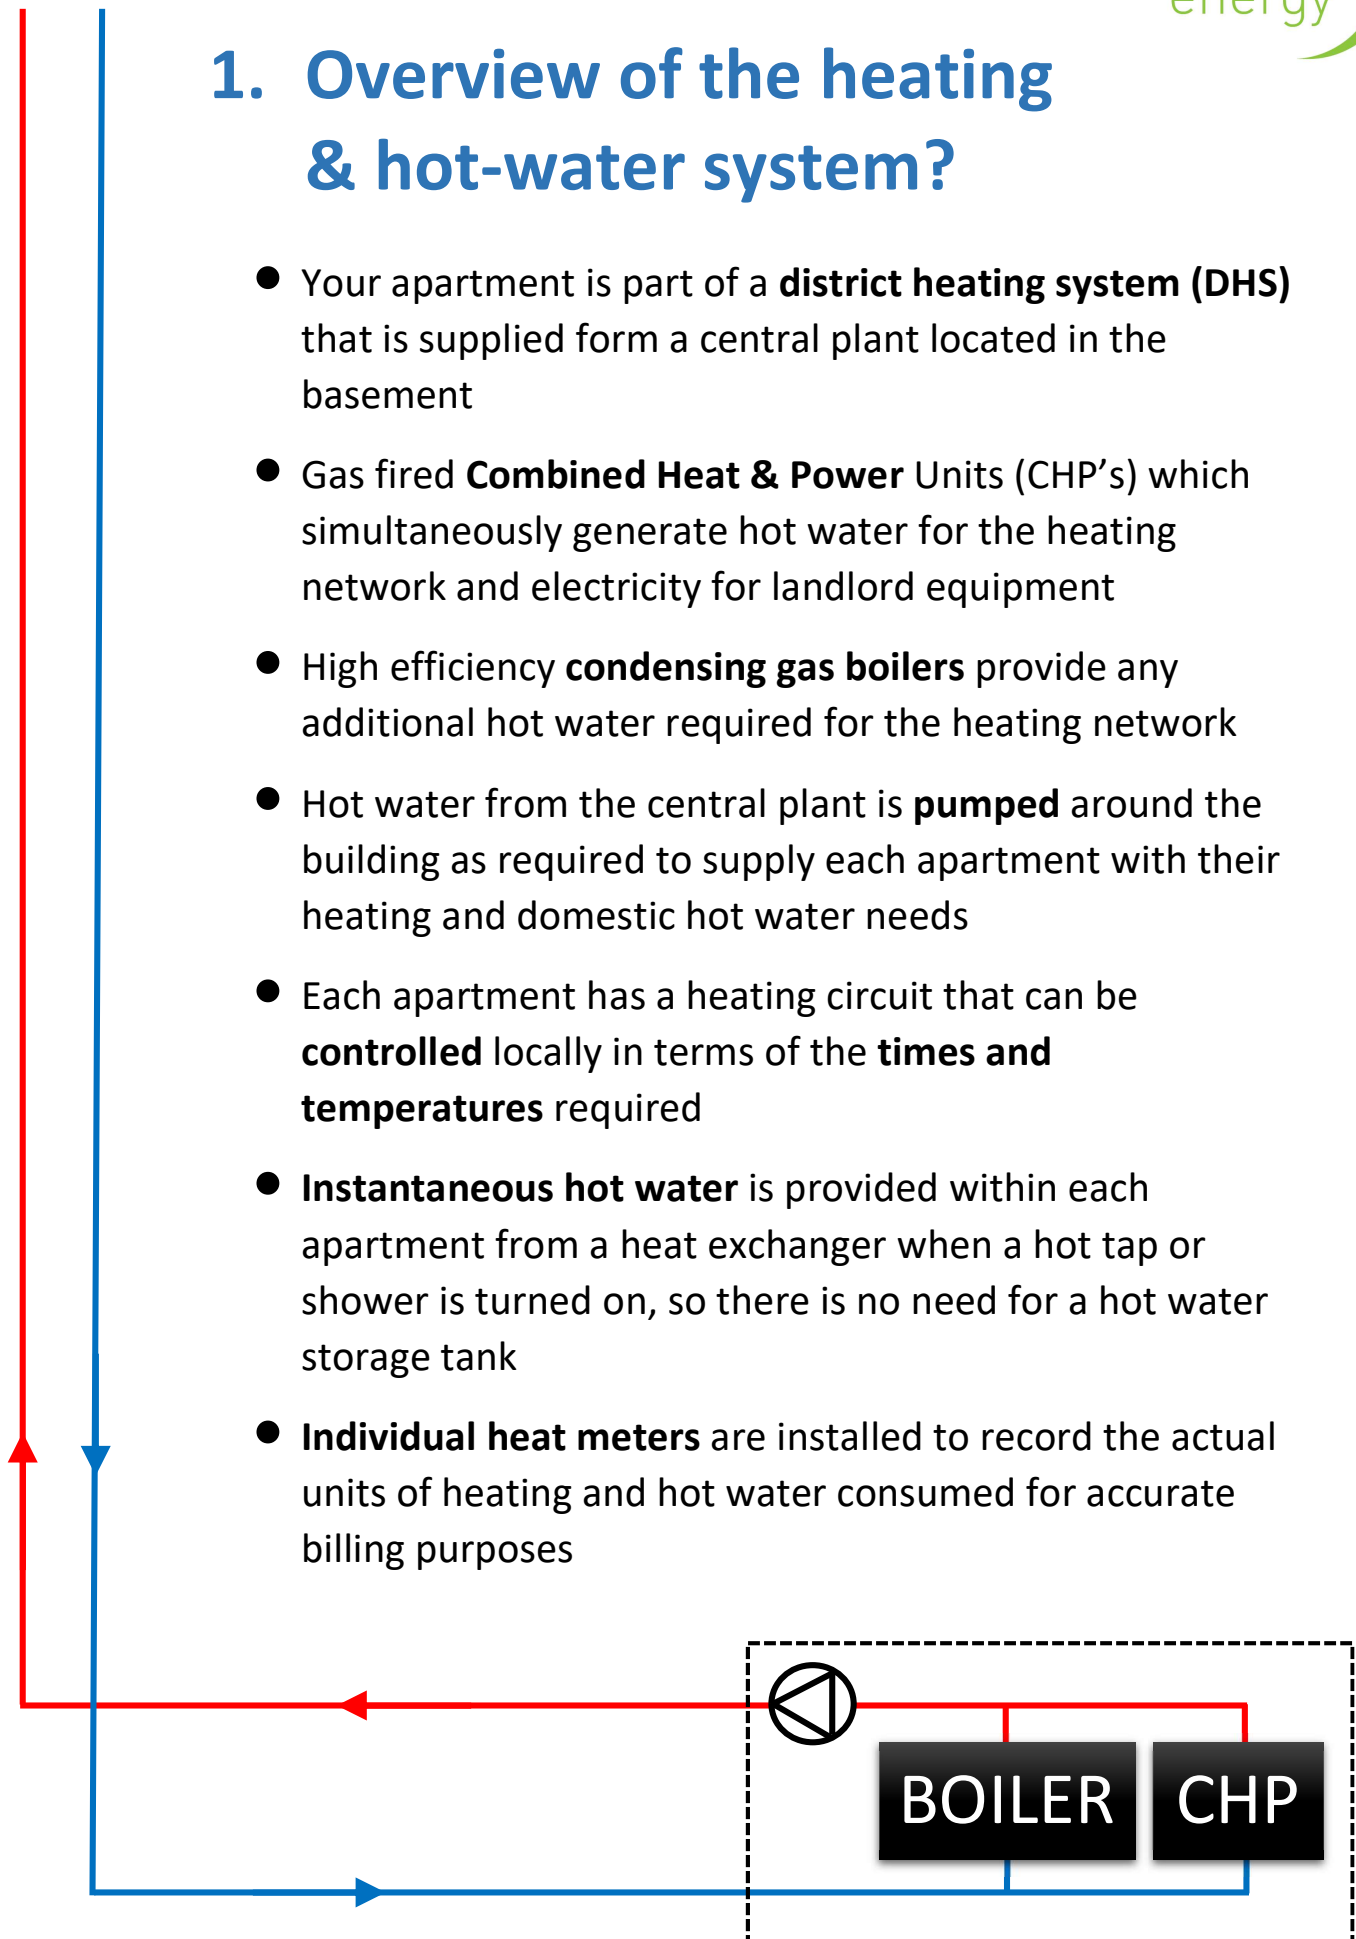 energy
1. Overview of the heating
& hot-water system?
● Your apartment is part of a district heating system (DHS)
that is supplied form a central plant located in the
basement
● Gas fired Combined Heat & Power Units (CHP’s) which
simultaneously generate hot water for the heating
network and electricity for landlord equipment
● High efficiency condensing gas boilers provide any
additional hot water required for the heating network
● Hot water from the central plant is pumped around the
building as required to supply each apartment with their
heating and domestic hot water needs
● Each apartment has a heating circuit that can be
controlled locally in terms of the times and
temperatures required
● Instantaneous hot water is provided within each
apartment from a heat exchanger when a hot tap or
shower is turned on, so there is no need for a hot water
storage tank
● Individual heat meters are installed to record the actual
units of heating and hot water consumed for accurate
billing purposes
BOILER CHP